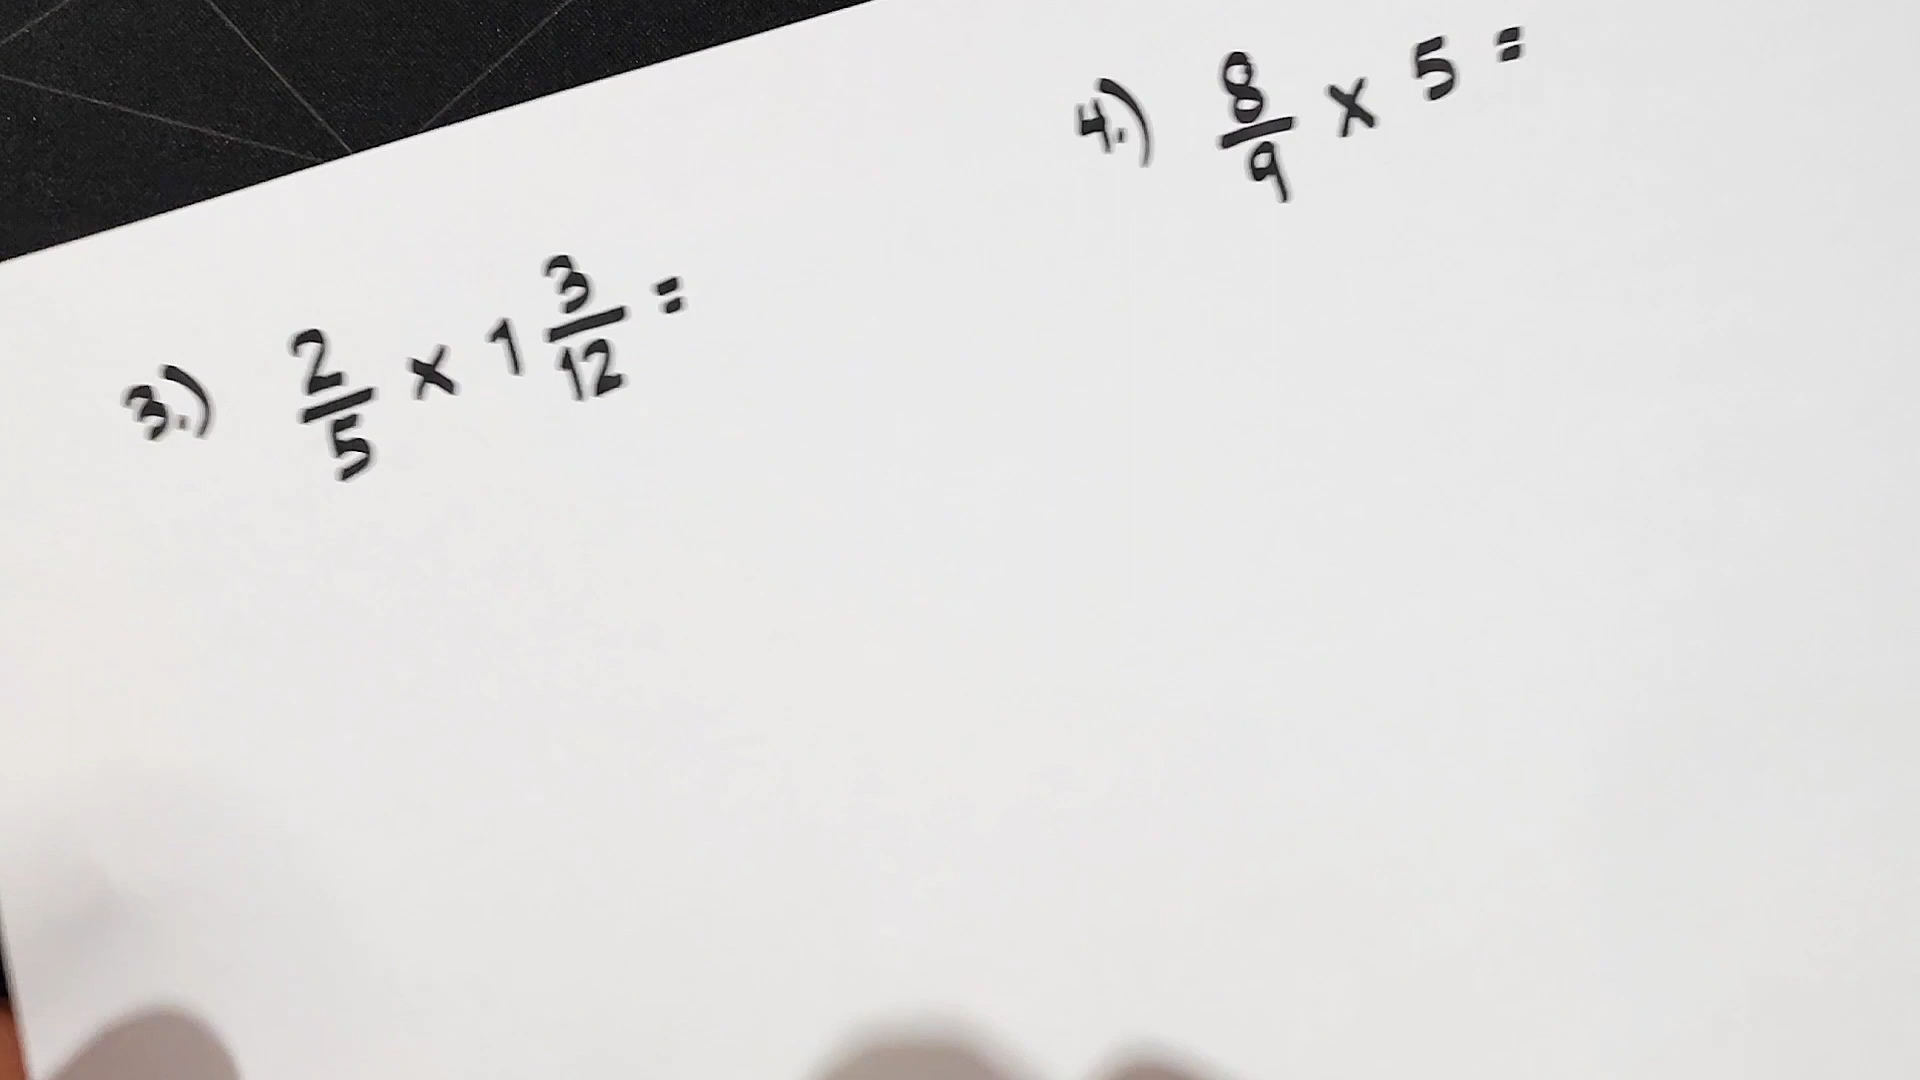 3.) 2/5 x 1 3/12 =
4.) 8/9 x 5 =